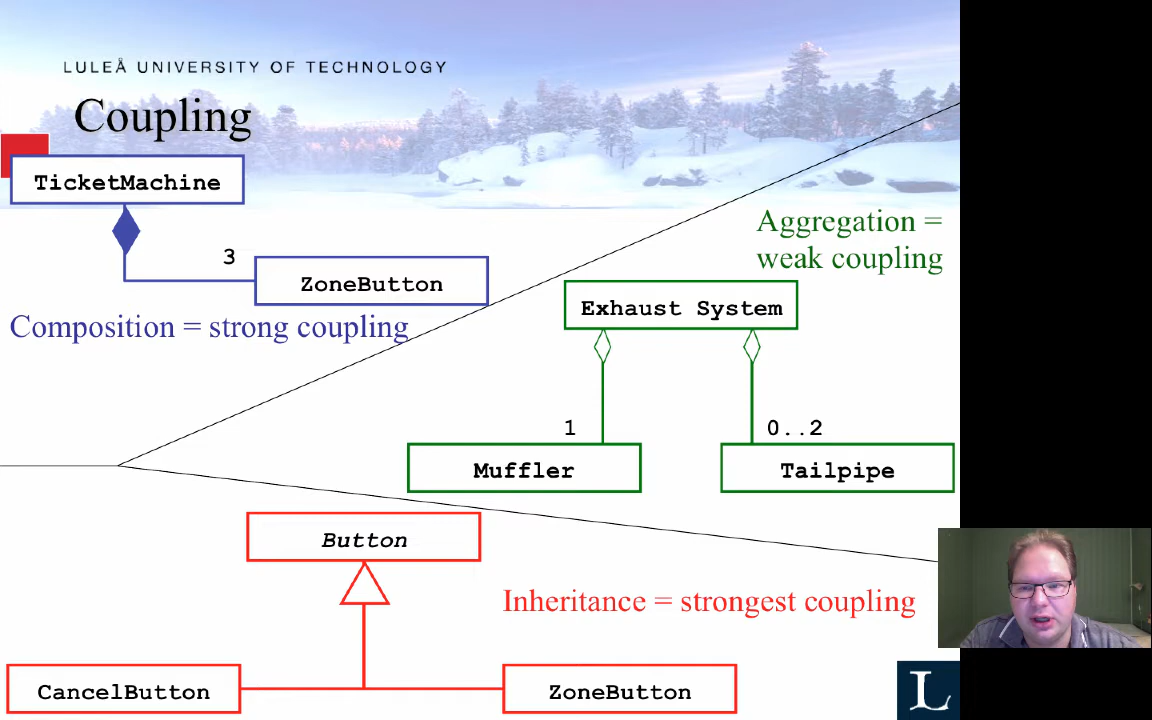 LULEÅ UNIVERSITY OF TECHNOLOGY
Coupling
TicketMachine
3
ZoneButton
Composition = strong coupling
Aggregation =
weak coupling
Exhaust System
1
0..2
Muffler
Tailpipe
Button
Inheritance = strongest coupling
CancelButton
ZoneButton
L